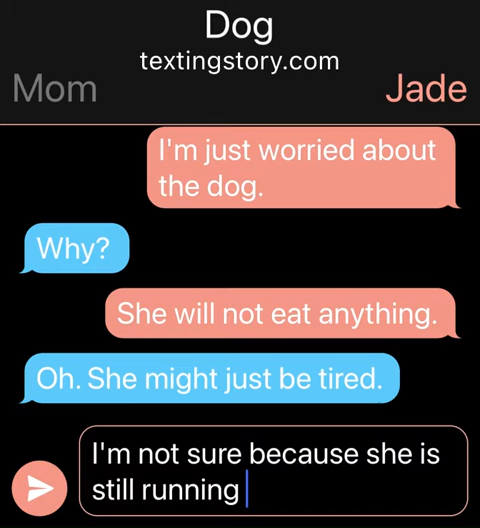 Dog
textingstory.com
Mom
Jade
I'm just worried about
the dog.
Why?
She will not eat anything.
Oh. She might just be tired.
I'm not sure because she is
still running